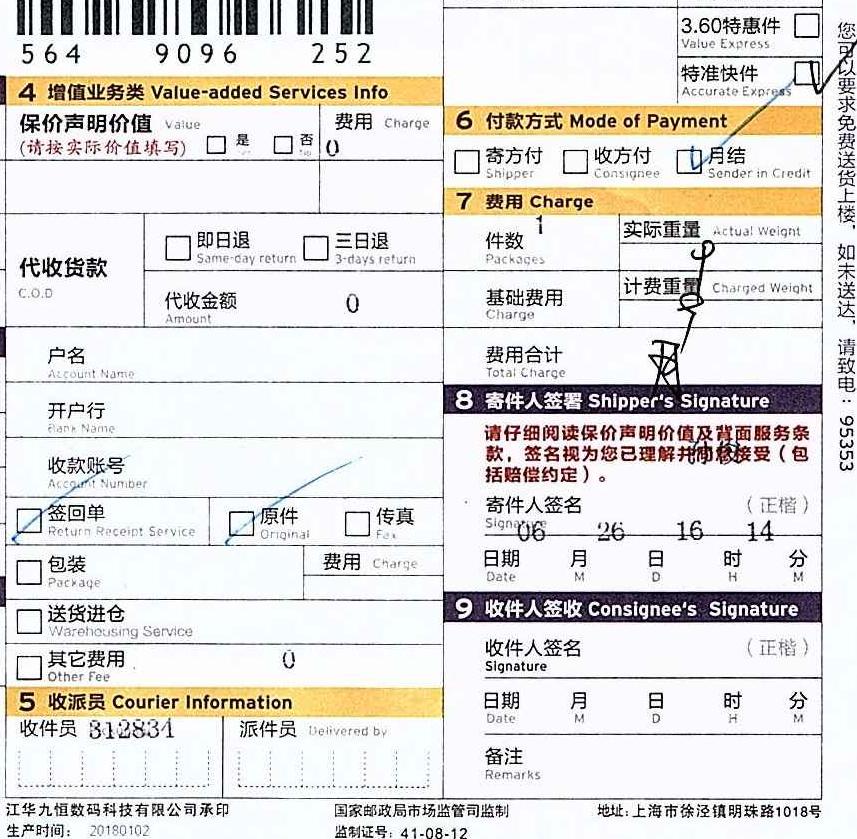 564 9096 252
3.60特惠件
Value Express
特准快件
Accurate Express
4 增值业务类 Value-added Services Info
保价声明价值 Value
(请按实际价值填写) 是 否 No
费用 Charge
0
6 付款方式 Mode of Payment
寄方付 收方付 月结
Shipper Consignee Sender in Credit
7 费用 Charge
件数 1
Packages
实际重量 Actual Weight
计费重量 Charged Weight
基础费用
Charge
费用合计
Total Charge
代收货款
C.O.D
即日退 三日退
Same-day return 3-days return
代收金额 0
Amount
户名
Account Name
开户行
Bank Name
收款账号
Account Number
签回单 原件 传真
Return Receipt Service Original Fax
包装
Package
费用 Charge
送货进仓
Warehousing Service
其它费用 0
Other Fee
5 收派员 Courier Information
收件员 312834
派件员 Delivered by
8 寄件人签署 Shipper's Signature
请仔细阅读保价声明价值及背面服务条
款，签名视为您已理解并同意接受（包
括赔偿约定）。
寄件人签名 （正楷）
Signature
06 26 16 14
日期 月 日 时 分
Date M D H M
9 收件人签收 Consignee's Signature
收件人签名 （正楷）
Signature
日期 月 日 时 分
Date M D H M
备注
Remarks
您可以要求免费送货上楼，如未送达，请致电：95353
江华九恒数码科技有限公司承印
生产时间： 20180102
国家邮政局市场监管司监制
监制证号：41-08-12
地址:上海市徐泾镇明珠路1018号